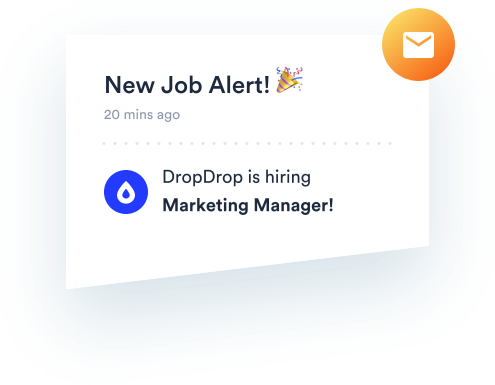 New Job Alert! 🎉
20 mins ago
DropDrop is hiring
Marketing Manager!